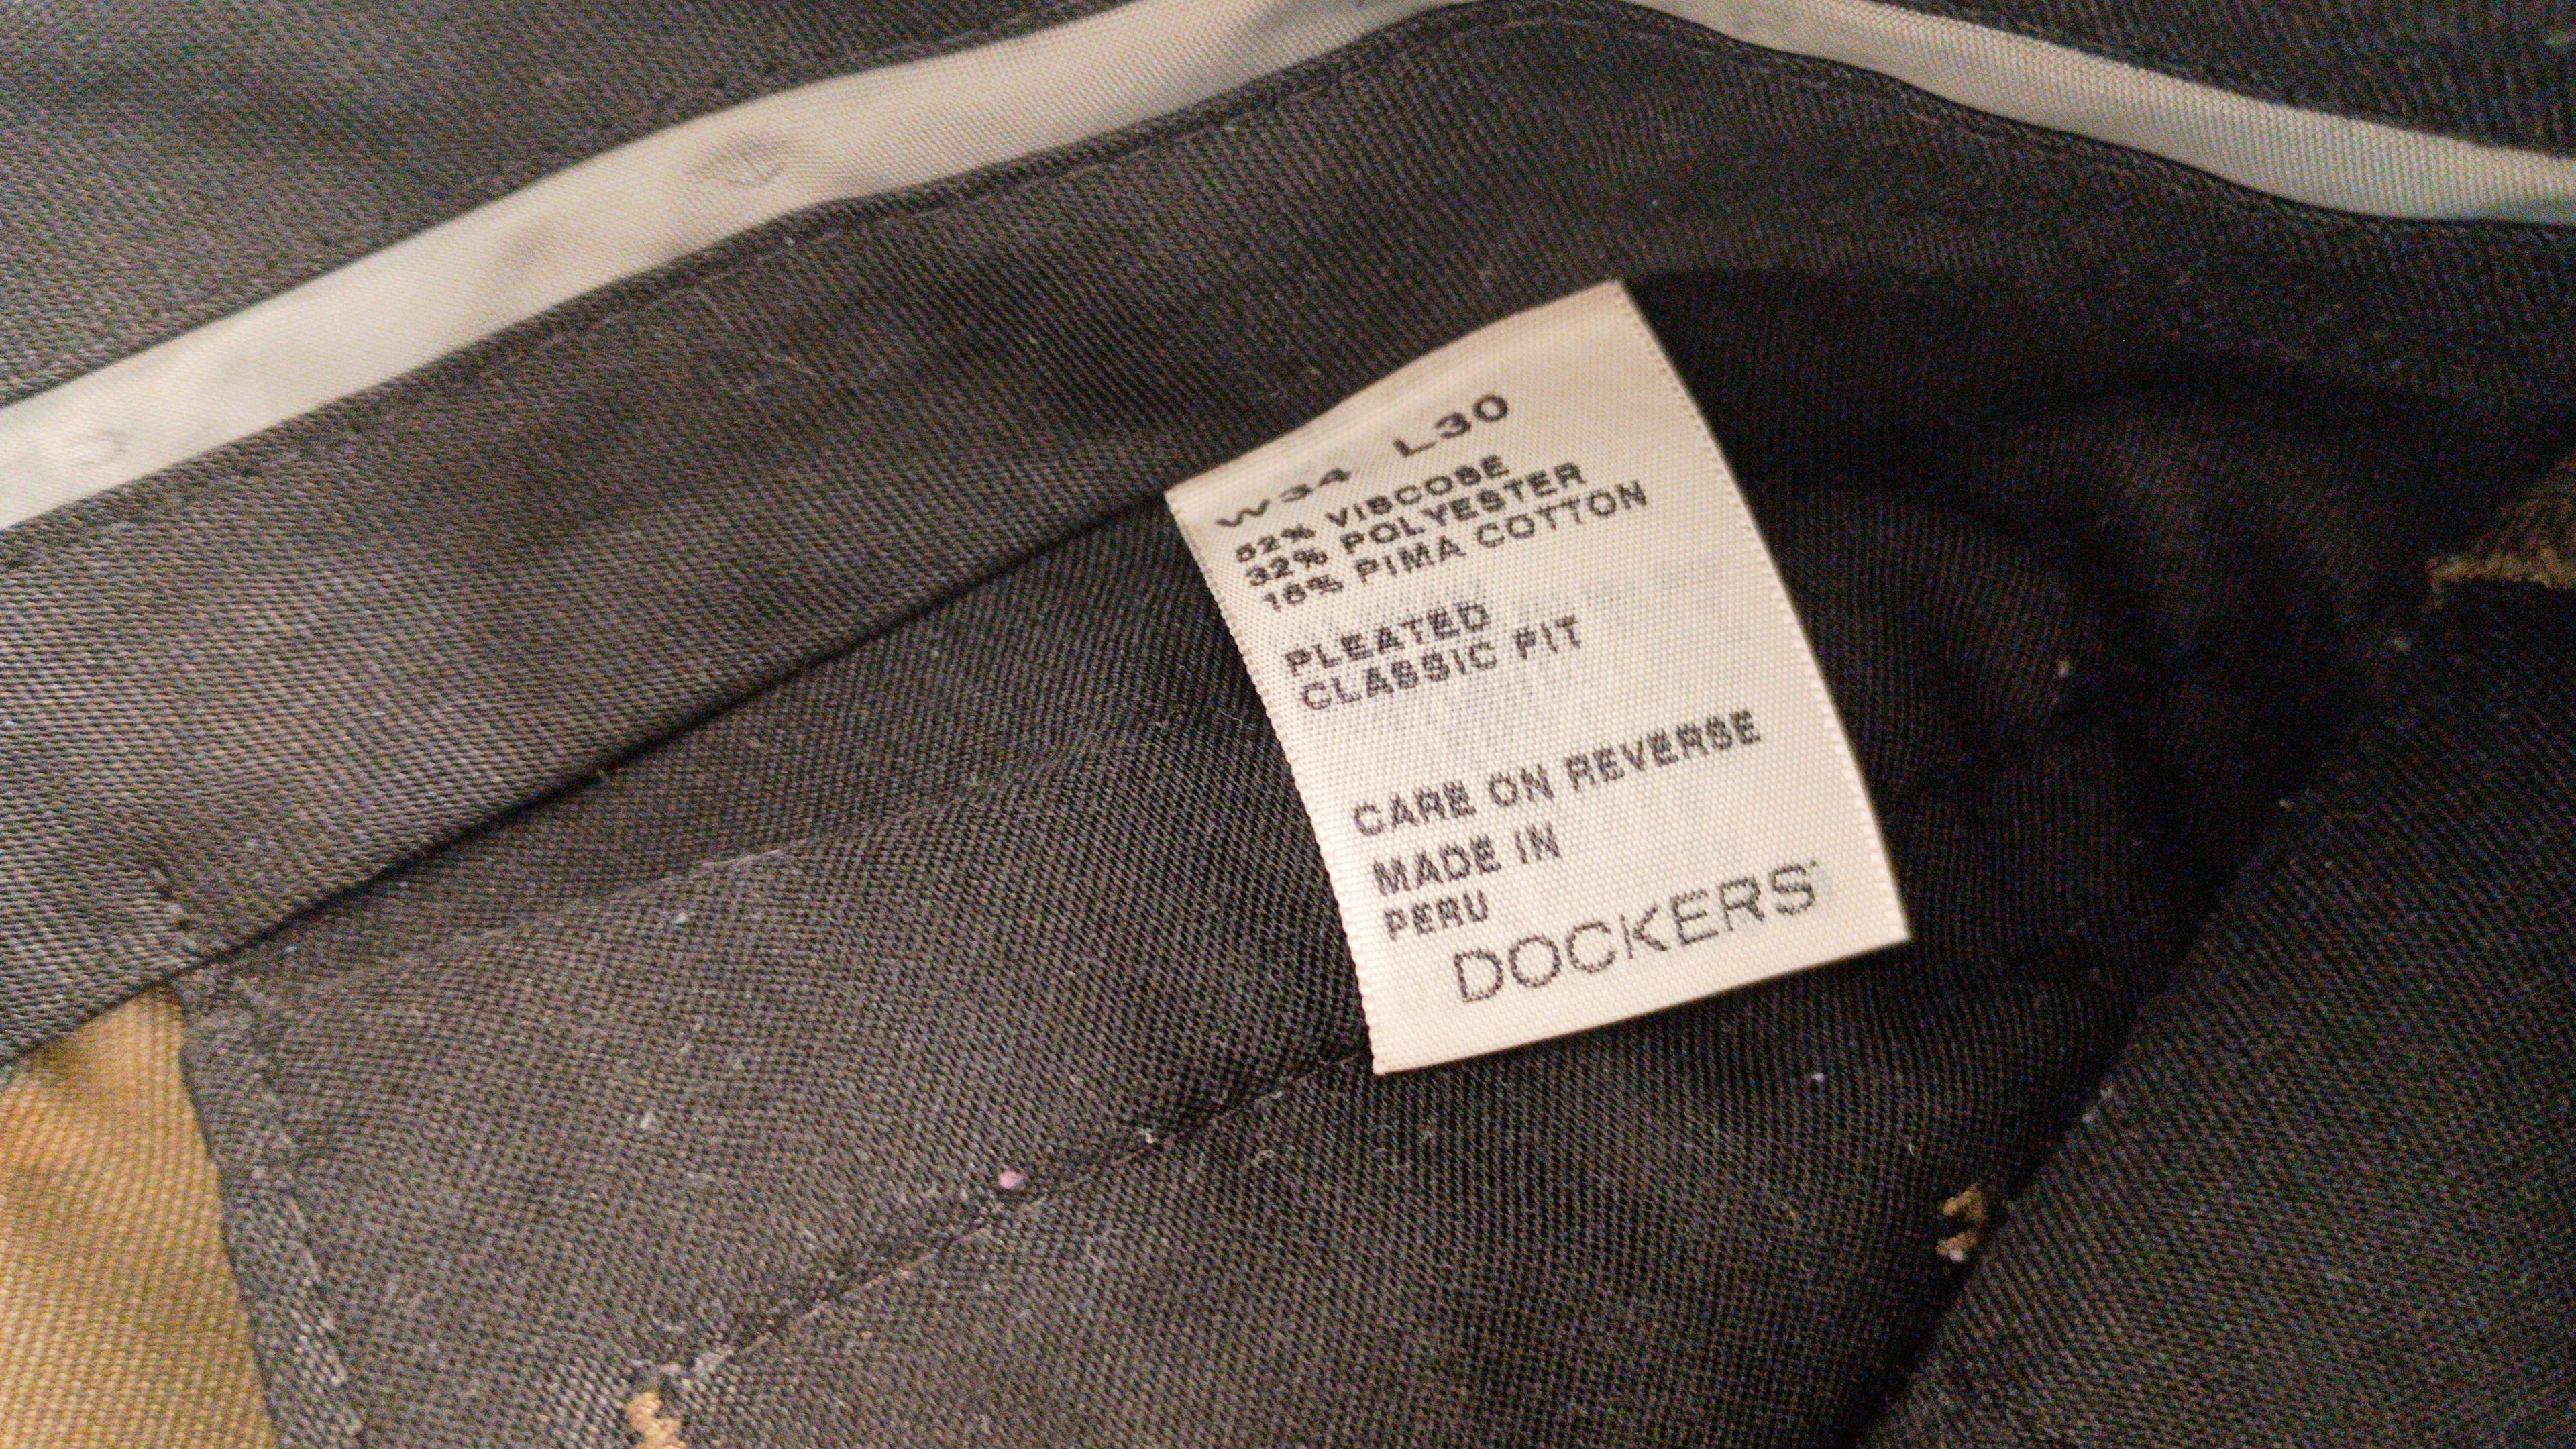 W34 L30
52% VISCOSE
32% POLYESTER
16% PIMA COTTON
PLEATED
CLASSIC FIT
CARE ON REVERSE
MADE IN
PERU
DOCKERS